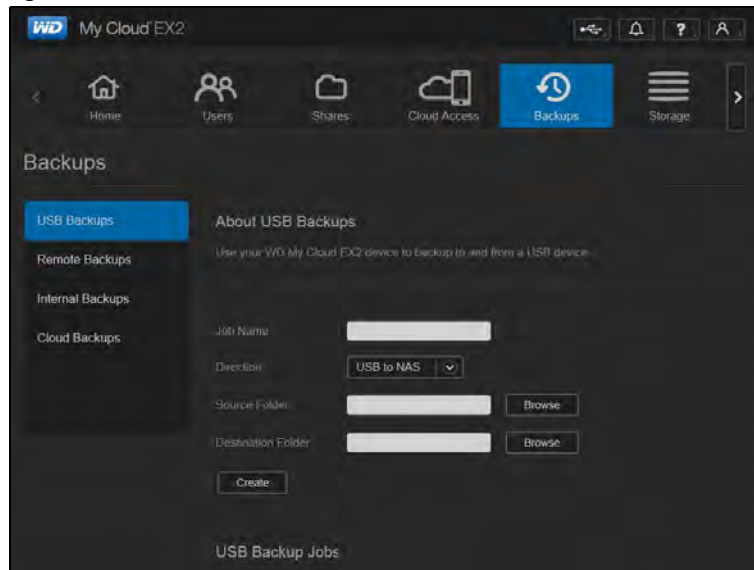 WD My Cloud EX2
?
Home Users Shares Cloud Access Backups Storage
Backups
USB Backups
Remote Backups
Internal Backups
Cloud Backups
About USB Backups
Use your WD My Cloud EX2 device to backup to and from a USB device.
Job Name
Direction USB to NAS
Source Folder Browse
Destination Folder Browse
Create
USB Backup Jobs